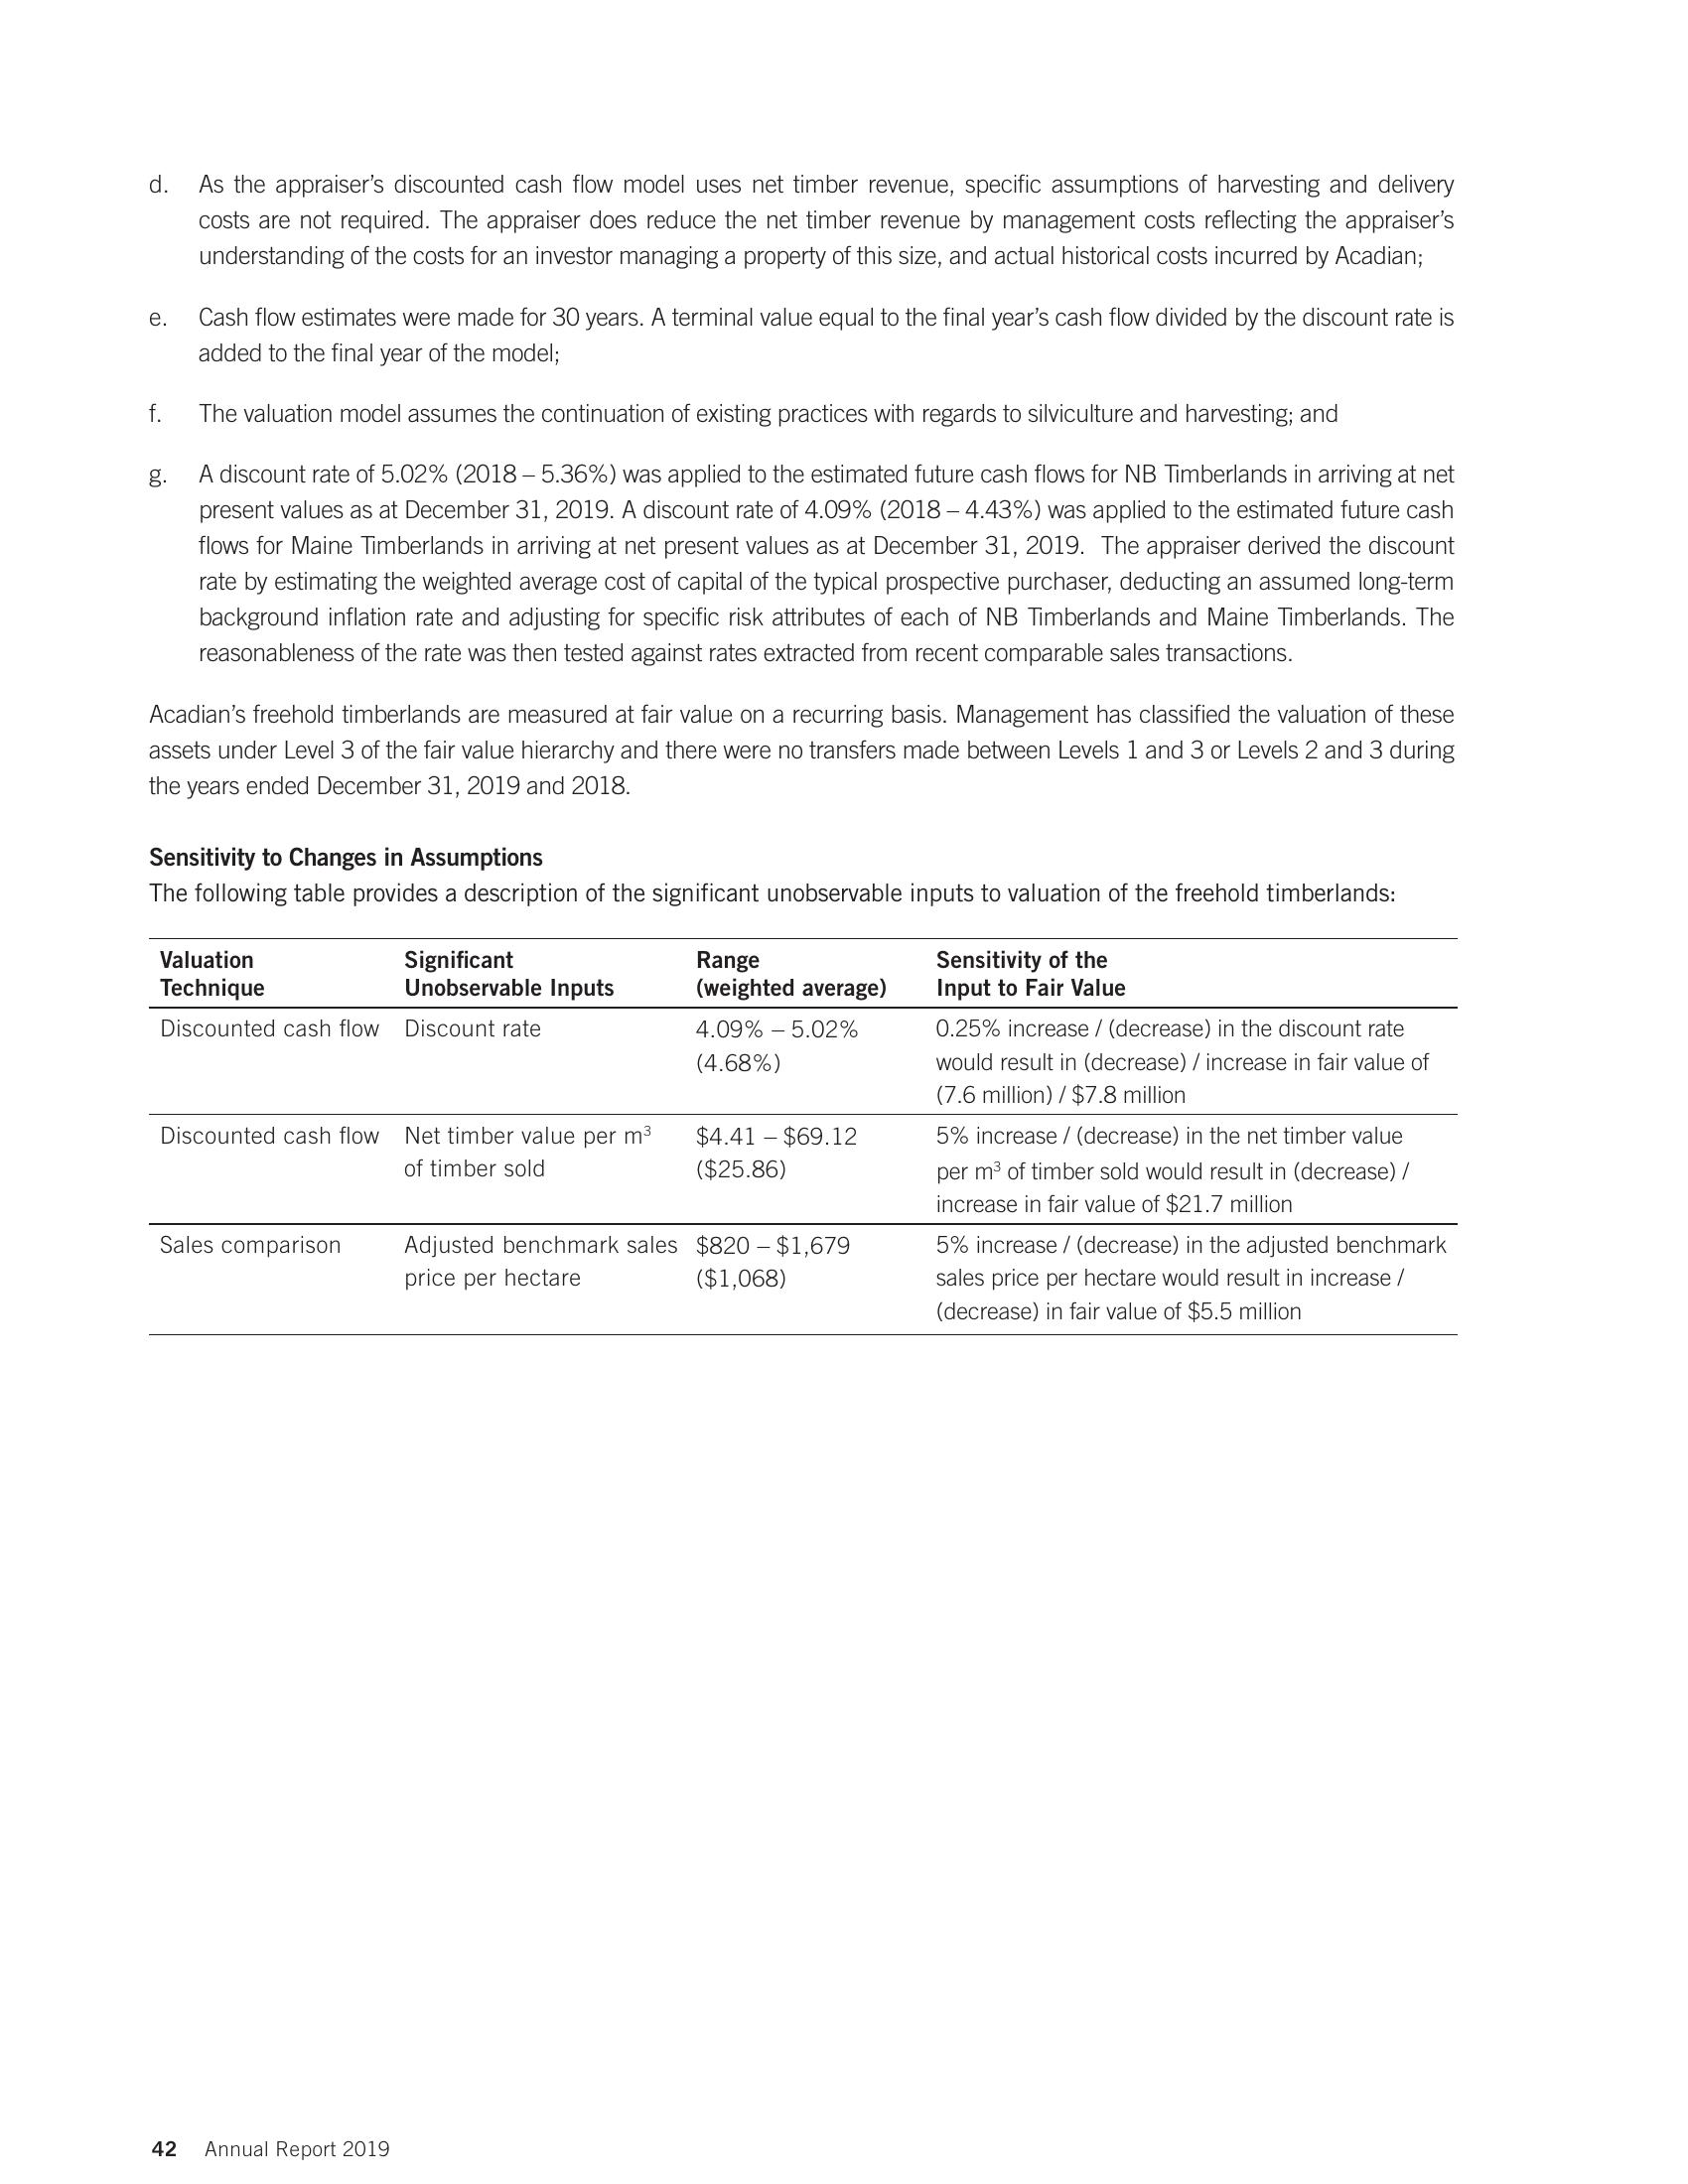 d. As the appraiser’s discounted cash flow model uses net timber revenue, specific assumptions of harvesting and delivery
costs are not required. The appraiser does reduce the net timber revenue by management costs reflecting the appraiser’s
understanding of the costs for an investor managing a property of this size, and actual historical costs incurred by Acadian;
e. Cash flow estimates were made for 30 years. A terminal value equal to the final year’s cash flow divided by the discount rate is
added to the final year of the model;
f. The valuation model assumes the continuation of existing practices with regards to silviculture and harvesting; and
g. A discount rate of 5.02% (2018 – 5.36%) was applied to the estimated future cash flows for NB Timberlands in arriving at net
present values as at December 31, 2019. A discount rate of 4.09% (2018 – 4.43%) was applied to the estimated future cash
flows for Maine Timberlands in arriving at net present values as at December 31, 2019. The appraiser derived the discount
rate by estimating the weighted average cost of capital of the typical prospective purchaser, deducting an assumed long-term
background inflation rate and adjusting for specific risk attributes of each of NB Timberlands and Maine Timberlands. The
reasonableness of the rate was then tested against rates extracted from recent comparable sales transactions.
Acadian’s freehold timberlands are measured at fair value on a recurring basis. Management has classified the valuation of these
assets under Level 3 of the fair value hierarchy and there were no transfers made between Levels 1 and 3 or Levels 2 and 3 during
the years ended December 31, 2019 and 2018.
Sensitivity to Changes in Assumptions
The following table provides a description of the significant unobservable inputs to valuation of the freehold timberlands:
Valuation Significant Range Sensitivity of the
Technique Unobservable Inputs (weighted average) Input to Fair Value
Discounted cash flow Discount rate 4.09% – 5.02% 0.25% increase / (decrease) in the discount rate
(4.68%) would result in (decrease) / increase in fair value of
(7.6 million) / $7.8 million
Discounted cash flow Net timber value per m³ $4.41 – $69.12 5% increase / (decrease) in the net timber value
of timber sold ($25.86) per m³ of timber sold would result in (decrease) /
increase in fair value of $21.7 million
Sales comparison Adjusted benchmark sales $820 – $1,679 5% increase / (decrease) in the adjusted benchmark
price per hectare ($1,068) sales price per hectare would result in increase /
(decrease) in fair value of $5.5 million
42 Annual Report 2019